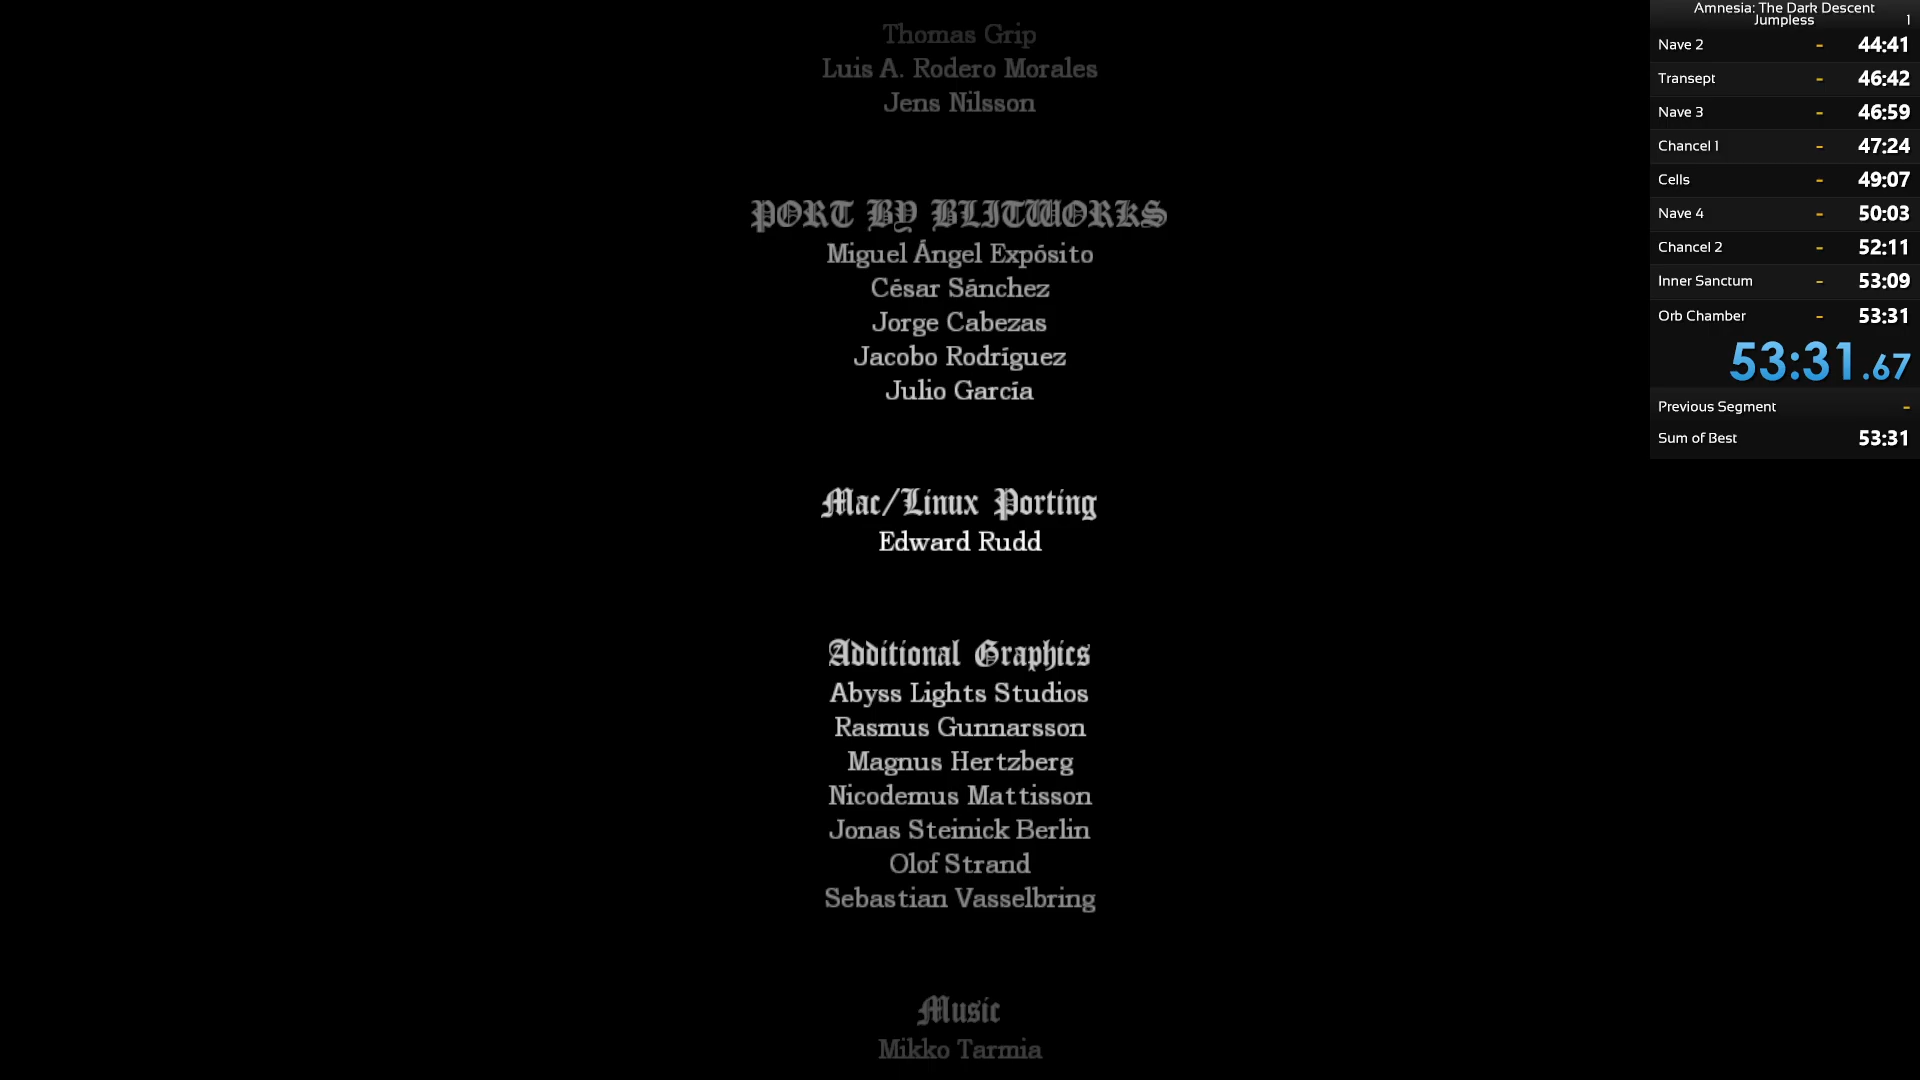 Thomas Grip
Luis A. Rodero Morales
Jens Nilsson
PORT BY BLITWORKS
Miguel Ángel Expósito
César Sánchez
Jorge Cabezas
Jacobo Rodríguez
Julio García
Mac/Linux Porting
Edward Rudd
Additional Graphics
Abyss Lights Studios
Rasmus Gunnarsson
Magnus Hertzberg
Nicodemus Mattisson
Jonas Steinick Berlin
Olof Strand
Sebastian Vasselbring
Music
Mikko Tarmia
Amnesia: The Dark Descent
Jumpless 1
Nave 2 - 44:41
Transept - 46:42
Nave 3 - 46:59
Chancel 1 - 47:24
Cells - 49:07
Nave 4 - 50:03
Chancel 2 - 52:11
Inner Sanctum - 53:09
Orb Chamber - 53:31
53:31.67
Previous Segment -
Sum of Best 53:31